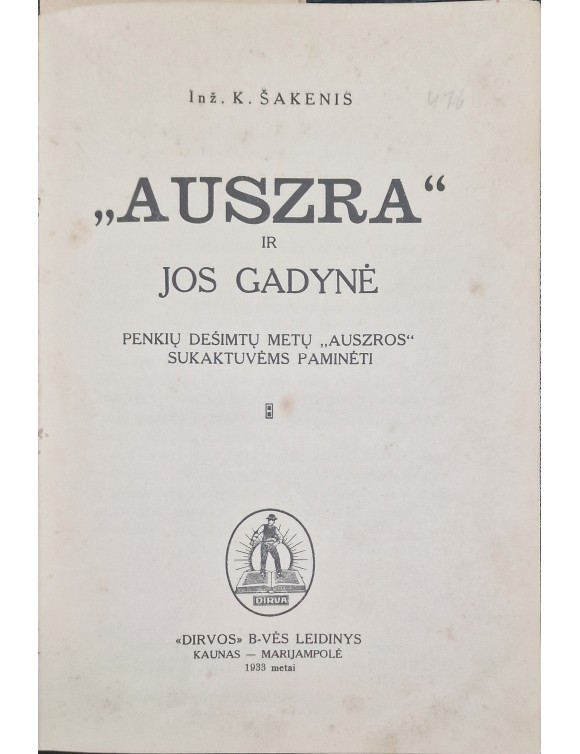 Inž. K. ŠAKENIS
476
„AUSZRA“
IR
JOS GADYNĖ
PENKIŲ DEŠIMTŲ METŲ „AUSZROS“
SUKAKTUVĖMS PAMINĖTI
DIRVA
«DIRVOS» B-VĖS LEIDINYS
KAUNAS — MARIJAMPOLĖ
1933 metai